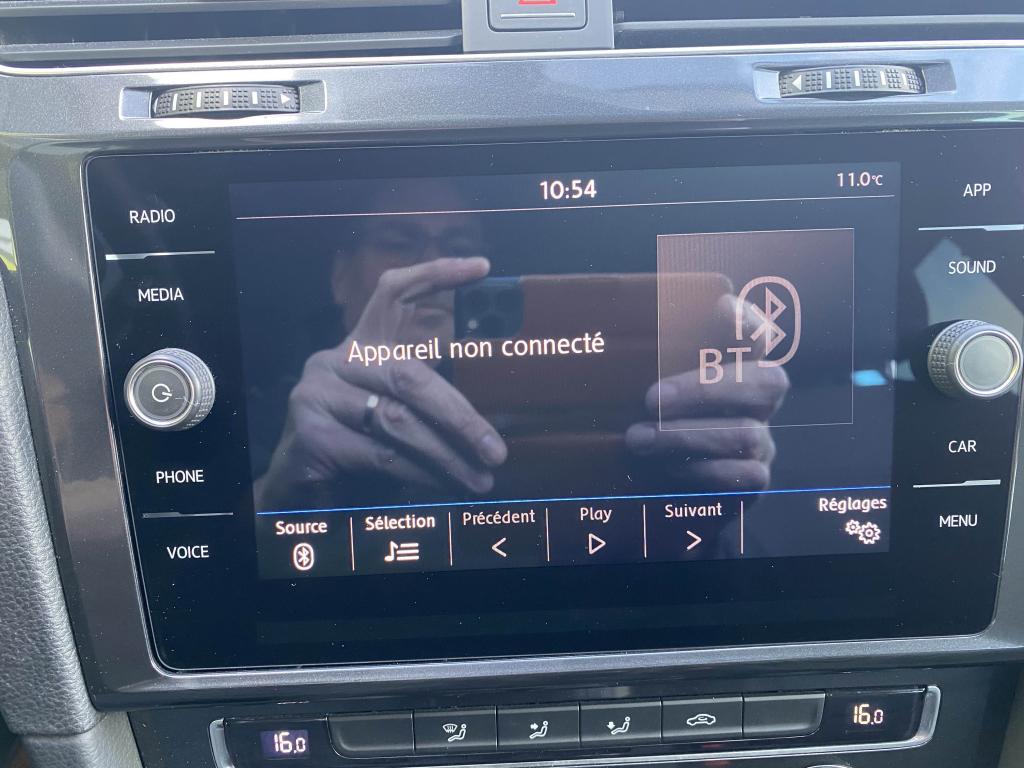 10:54
11.0°C
RADIO
MEDIA
PHONE
VOICE
Appareil non connecté
BT
Source
Sélection
Précédent
Play
Suivant
Réglages
APP
SOUND
CAR
MENU
16.0
16.0